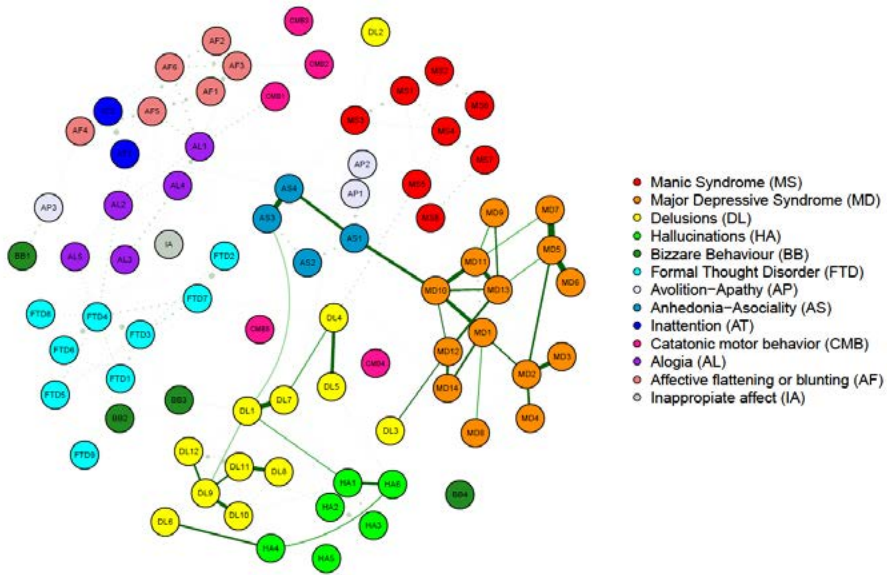 CMB3
AF2
DL2
AF6
AF3
CMB2
MS2
AF1
CMB1
MS1
AF5
MS3
AF4
MS4
MS7
AL1
AP2
AL4
AS4
AP1
AP3
AL2
AS3
MD9
MD7
AS1
IA
BB1
AL5
AL3
FTD2
AS2
MD5
MD11
MD6
MD10
MD13
FTD7
FTD4
DL4
FTD3
MD1
FTD6
MD12
MD3
MD2
FTD1
DL5
CMB4
MD14
FTD5
BB3
DL7
BB2
DL1
MD4
DL3
MD8
DL12
FTD9
DL11
DL8
HA1
HA6
DL9
BB4
HA2
DL10
DL6
HA3
HA4
HA5
Manic Syndrome (MS)
Major Depressive Syndrome (MD)
Delusions (DL)
Hallucinations (HA)
Bizzare Behaviour (BB)
Formal Thought Disorder (FTD)
Avolition−Apathy (AP)
Anhedonia−Asociality (AS)
Inattention (AT)
Catatonic motor behavior (CMB)
Alogia (AL)
Affective flattening or blunting (AF)
Inappropiate affect (IA)